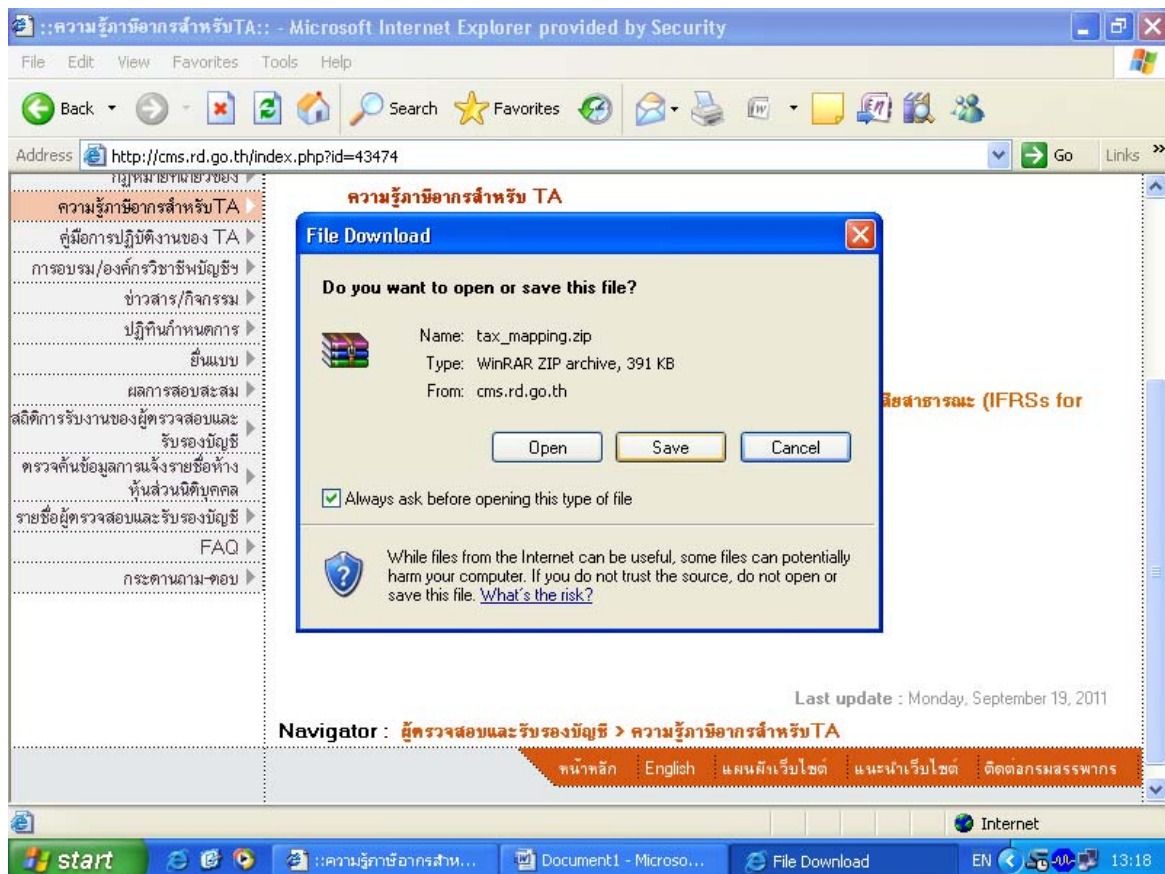 ::ความรู้ภาษีอากรสำหรับTA:: - Microsoft Internet Explorer provided by Security
File Edit View Favorites Tools Help
Back Search Favorites
Address http://cms.rd.go.th/index.php?id=43474 Go Links »
กฎหมายที่เกี่ยวข้อง
ความรู้ภาษีอากรสำหรับTA
คู่มือการปฏิบัติงานของ TA
การอบรม/องค์กรวิชาชีพบัญชีฯ
ข่าวสาร/กิจกรรม
ปฏิทินกำหนดการ
ยื่นแบบ
ผลการสอบสะสม
สถิติการรับงานของผู้ตรวจสอบและ
รับรองบัญชี
ตรวจค้นข้อมูลการแจ้งรายชื่อห้าง
หุ้นส่วนนิติบุคคล
รายชื่อผู้ตรวจสอบและรับรองบัญชี
FAQ
กระดานถาม-ตอบ
ความรู้ภาษีอากรสำหรับ TA
File Download
Do you want to open or save this file?
Name: tax_mapping.zip
Type: WinRAR ZIP archive, 391 KB
From: cms.rd.go.th
Open Save Cancel
Always ask before opening this type of file
While files from the Internet can be useful, some files can potentially
harm your computer. If you do not trust the source, do not open or
save this file. What's the risk?
สาธารณะ (IFRSs for
Last update : Monday, September 19, 2011
Navigator : ผู้ตรวจสอบและรับรองบัญชี > ความรู้ภาษีอากรสำหรับTA
หน้าหลัก English แผนผังเว็บไซต์ แนะนำเว็บไซต์ ติดต่อกรมสรรพากร
Internet
start ::ความรู้ภาษีอากรสำห... Document1 - Microso... File Download EN 13:18